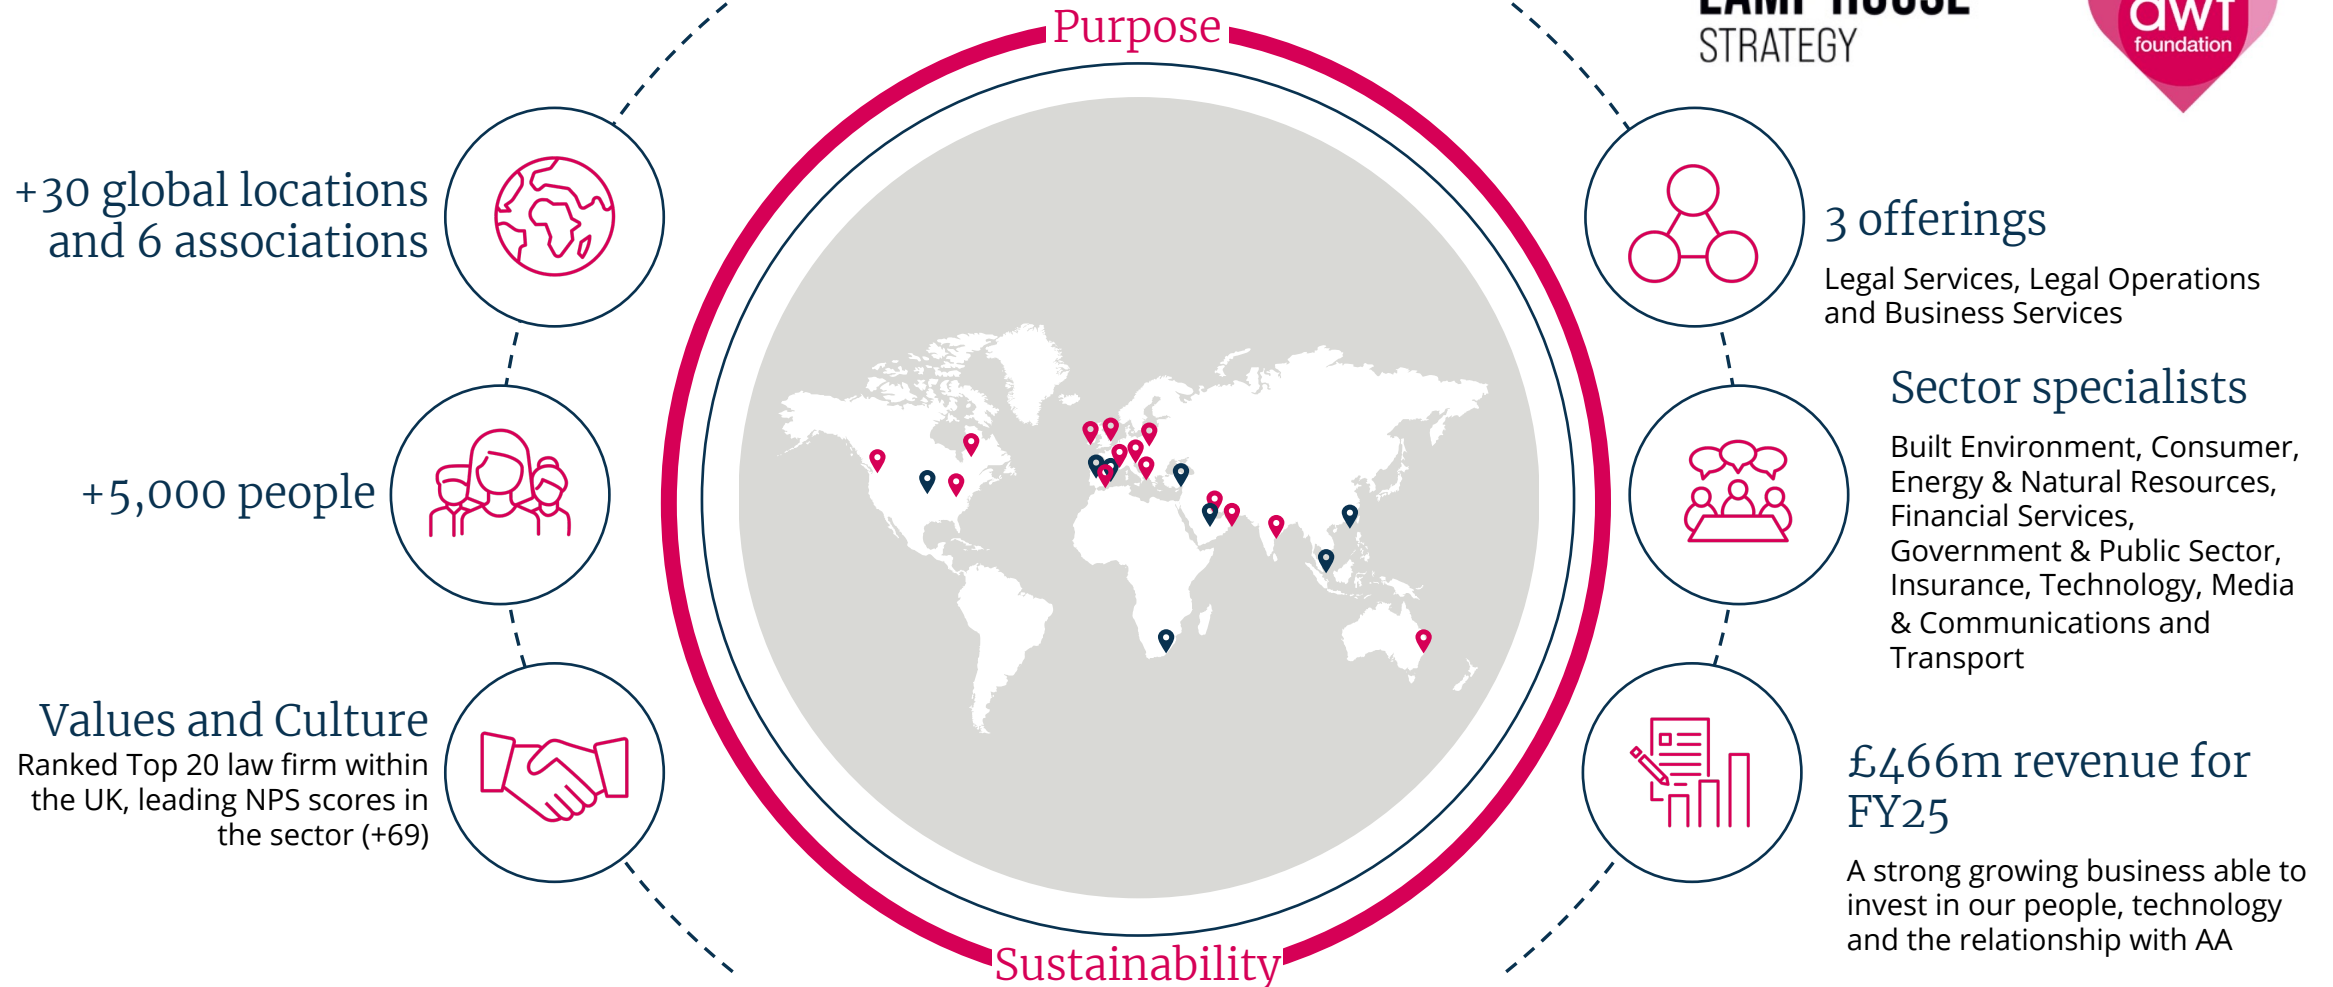 Purpose
LAMP HOUSE
STRATEGY
awf
foundation
+30 global locations
and 6 associations
+5,000 people
Values and Culture
Ranked Top 20 law firm within
the UK, leading NPS scores in
the sector (+69)
3 offerings
Legal Services, Legal Operations
and Business Services
Sector specialists
Built Environment, Consumer,
Energy & Natural Resources,
Financial Services,
Government & Public Sector,
Insurance, Technology, Media
& Communications and
Transport
£466m revenue for
FY25
A strong growing business able to
invest in our people, technology
and the relationship with AA
Sustainability